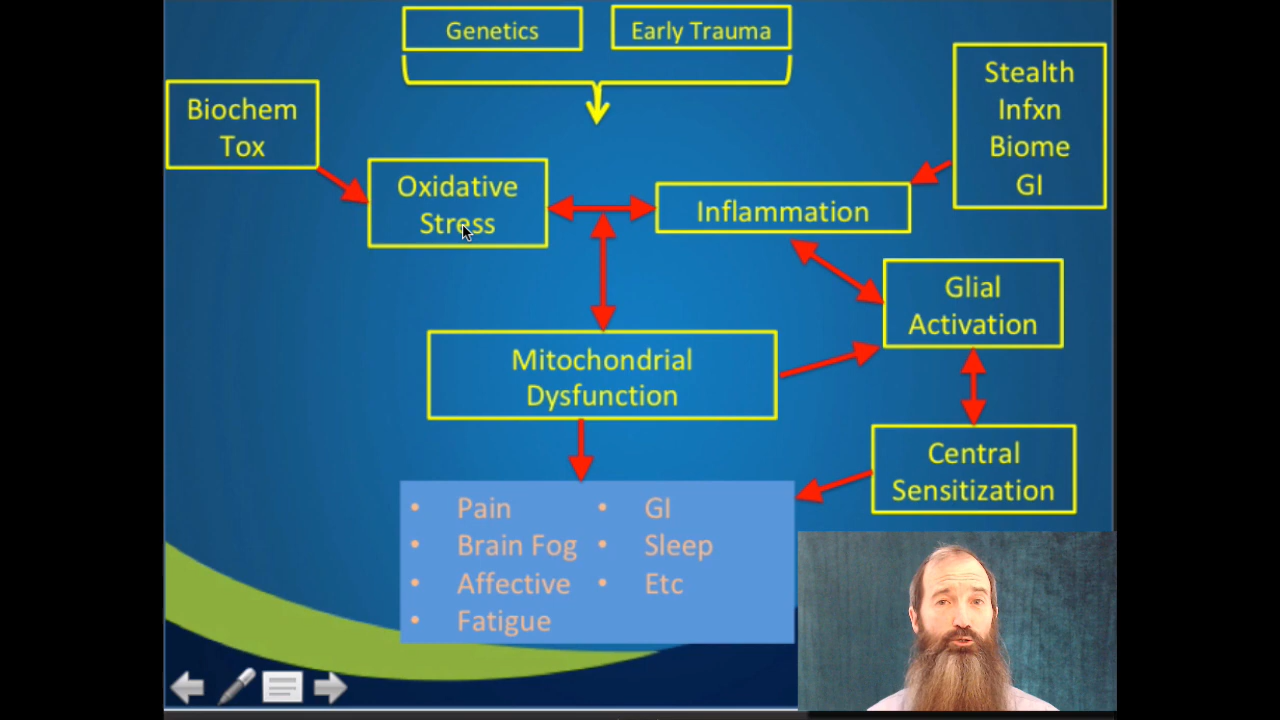 Genetics
Early Trauma
Biochem
Tox
Stealth
Infxn
Biome
GI
Oxidative
Stress
Inflammation
Glial
Activation
Mitochondrial
Dysfunction
Central
Sensitization
• Pain
• Brain Fog
• Affective
• Fatigue
• GI
• Sleep
• Etc